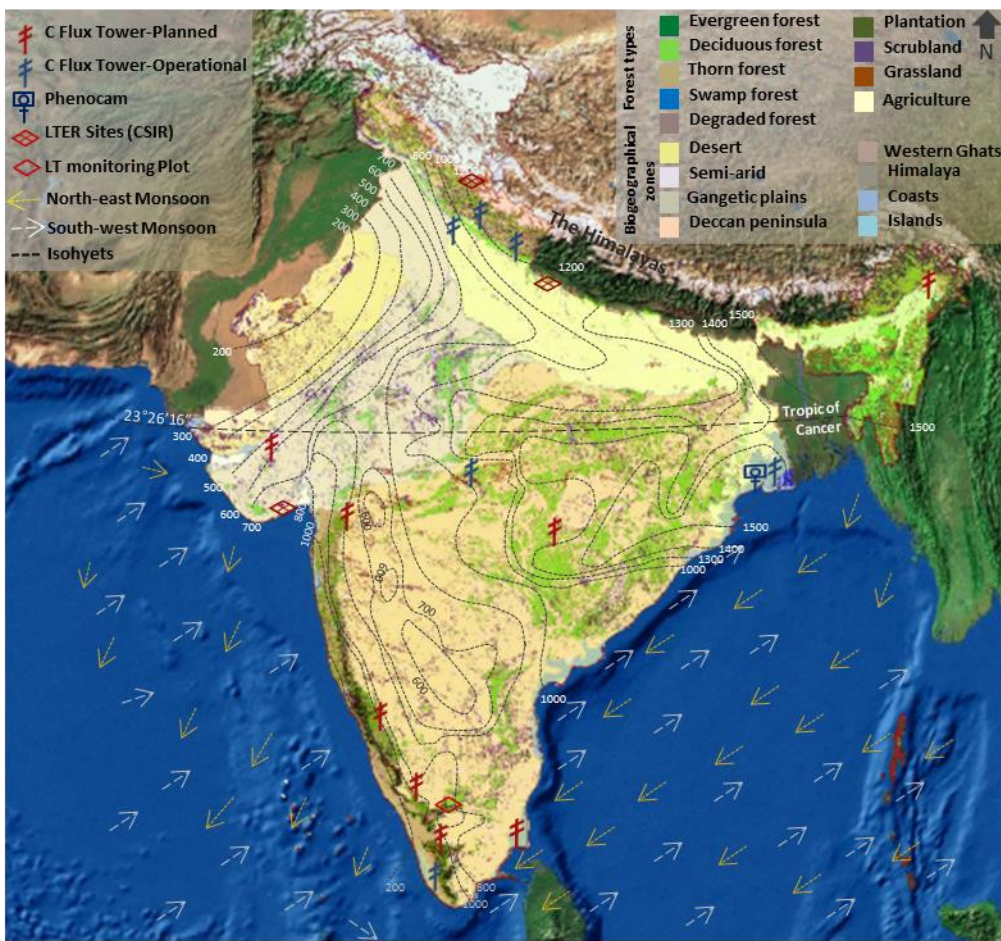 C Flux Tower-Planned
C Flux Tower-Operational
Phenocam
LTER Sites (CSIR)
LT monitoring Plot
North-east Monsoon
South-west Monsoon
Isohyets
Forest types
Evergreen forest
Deciduous forest
Thorn forest
Swamp forest
Degraded forest
Plantation
Scrubland
Grassland
Agriculture
N
Biogeographical zones
Desert
Semi-arid
Gangetic plains
Deccan peninsula
Western Ghats
Himalaya
Coasts
Islands
700
600
500
400
300
200
800
1000
The Himalayas
1200
1300
1400
1500
200
23°26'16"
Tropic of
Cancer
1500
300
400
500
600
700
800
1000
600
600
700
600
1500
1400
1300
1000
1000
200
800
1000